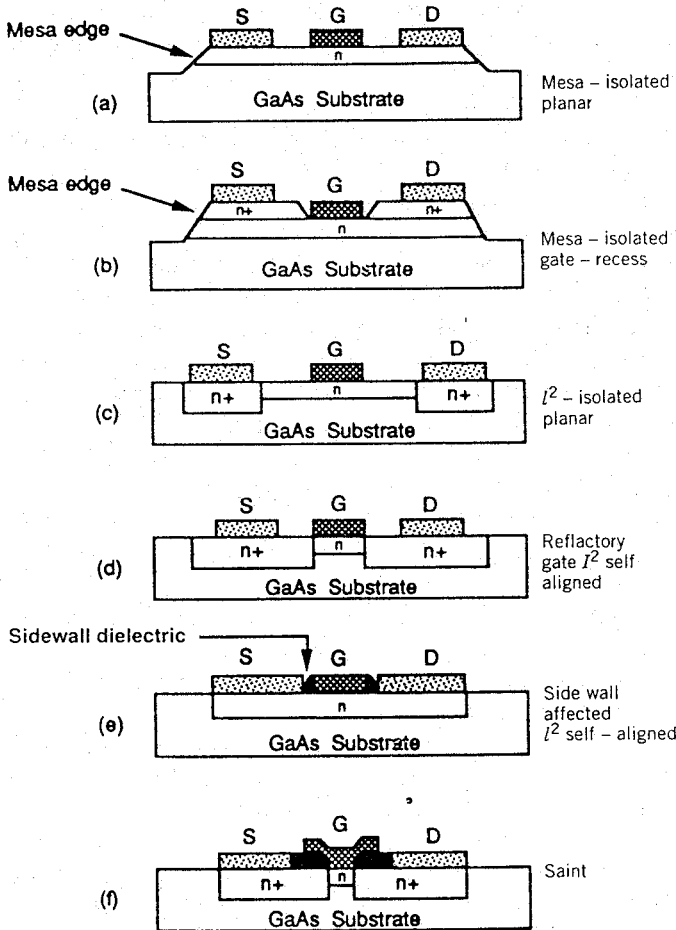 S G D
Mesa edge
n
GaAs Substrate
(a)
Mesa – isolated
planar
S G D
Mesa edge
n+ n+
n
GaAs Substrate
(b)
Mesa – isolated
gate – recess
S G D
n+ n n+
GaAs Substrate
(c)
l² – isolated
planar
S G D
n+ n n+
GaAs Substrate
(d)
Reflactory
gate I² self
aligned
Sidewall dielectric
S G D
n
GaAs Substrate
(e)
Side wall
affected
l² self – aligned
S G D
n+ n n+
GaAs Substrate
(f)
Saint